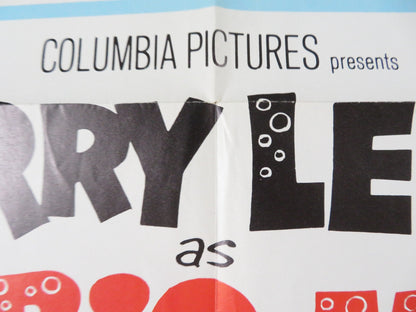 COLUMBIA PICTURES presents
RRY LE
as